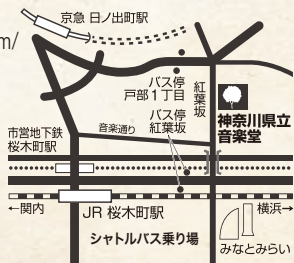 京急 日ノ出町駅
m/
バス停
戸部1丁目
紅葉坂
バス停
紅葉坂
神奈川県立
音楽堂
音楽通り
市営地下鉄
桜木町駅
←関内
JR 桜木町駅
横浜→
シャトルバス乗り場
みなとみらい